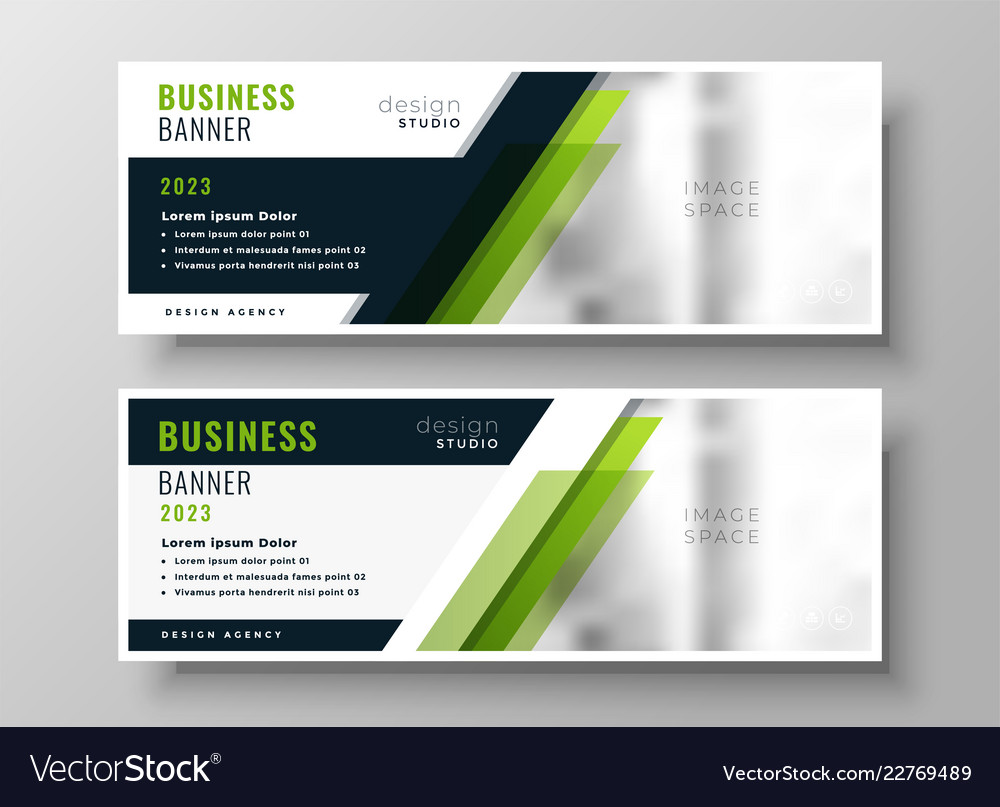 BUSINESS
BANNER
design
STUDIO
2023
Lorem ipsum Dolor
• Lorem ipsum dolor point 01
• Interdum et malesuada fames point 02
• Vivamus porta hendrerit nisi point 03
DESIGN AGENCY
IMAGE
SPACE
BUSINESS
design
STUDIO
BANNER
2023
Lorem ipsum Dolor
• Lorem ipsum dolor point 01
• Interdum et malesuada fames point 02
• Vivamus porta hendrerit nisi point 03
DESIGN AGENCY
IMAGE
SPACE
VectorStock®
VectorStock.com/22769489